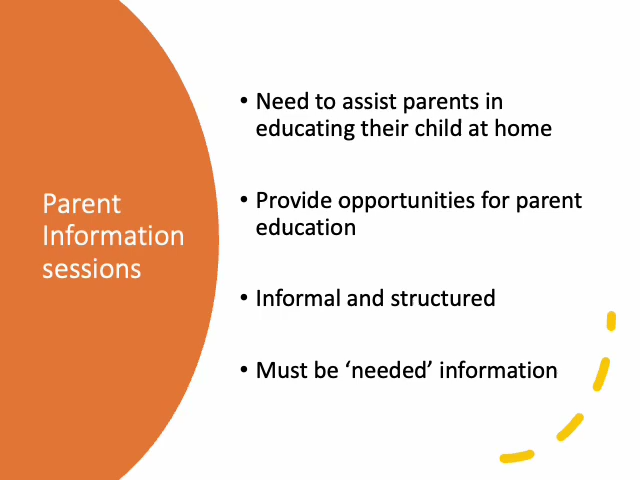 Parent
Information
sessions
• Need to assist parents in
educating their child at home
• Provide opportunities for parent
education
• Informal and structured
• Must be ‘needed’ information